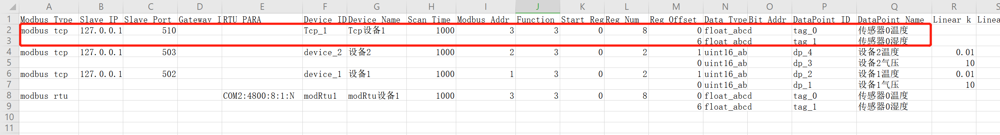 A B C D E F G H I J K L M N O P Q R S
1 Modbus Type Slave IP Slave Port Gateway I RTU PARA Device ID Device Name Scan Time Modbus Addr Function Start Reg Reg Num Reg Offset Data Type Bit Addr DataPoint ID DataPoint Name Linear k Linea
2 modbus tcp 127.0.0.1 510 Tcp_1 Tcp设备1 1000 3 3 0 8 0 float_abcd tag_0 传感器0温度
3 6 float_abcd tag_1 传感器0湿度
4 modbus tcp 127.0.0.1 503 device_2 设备2 1000 2 3 0 2 1 uint16_ab dp_4 设备2温度 0.01
5 0 uint16_ab dp_3 设备2气压 10
6 modbus tcp 127.0.0.1 502 device_1 设备1 1000 1 3 0 2 1 uint16_ab dp_2 设备1温度 0.01
7 0 uint16_ab dp_1 设备1气压 10
8 modbus rtu COM2:4800:8:1:N modRtu1 modRtu设备1 1000 3 3 0 8 0 float_abcd tag_0 传感器0温度
9 6 float_abcd tag_1 传感器0湿度
10
11